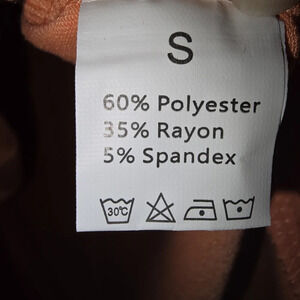 S
60% Polyester
35% Rayon
5% Spandex
30°C